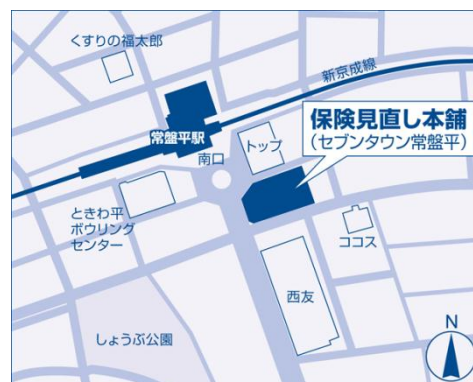 くすりの福太郎
新京成線
保険見直し本舗
(セブンタウン常盤平)
常盤平駅
南口
トップ
ときわ平
ボウリング
センター
ココス
西友
しょうぶ公園
N